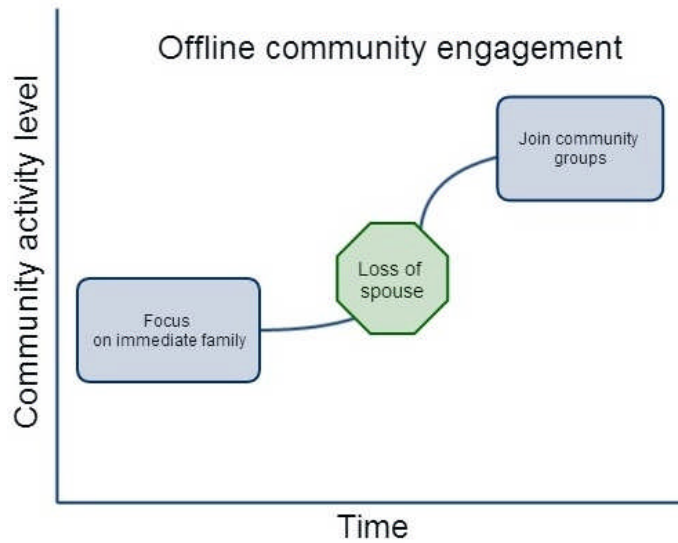 Offline community engagement
Community activity level
Join community
groups
Loss of
spouse
Focus
on immediate family
Time